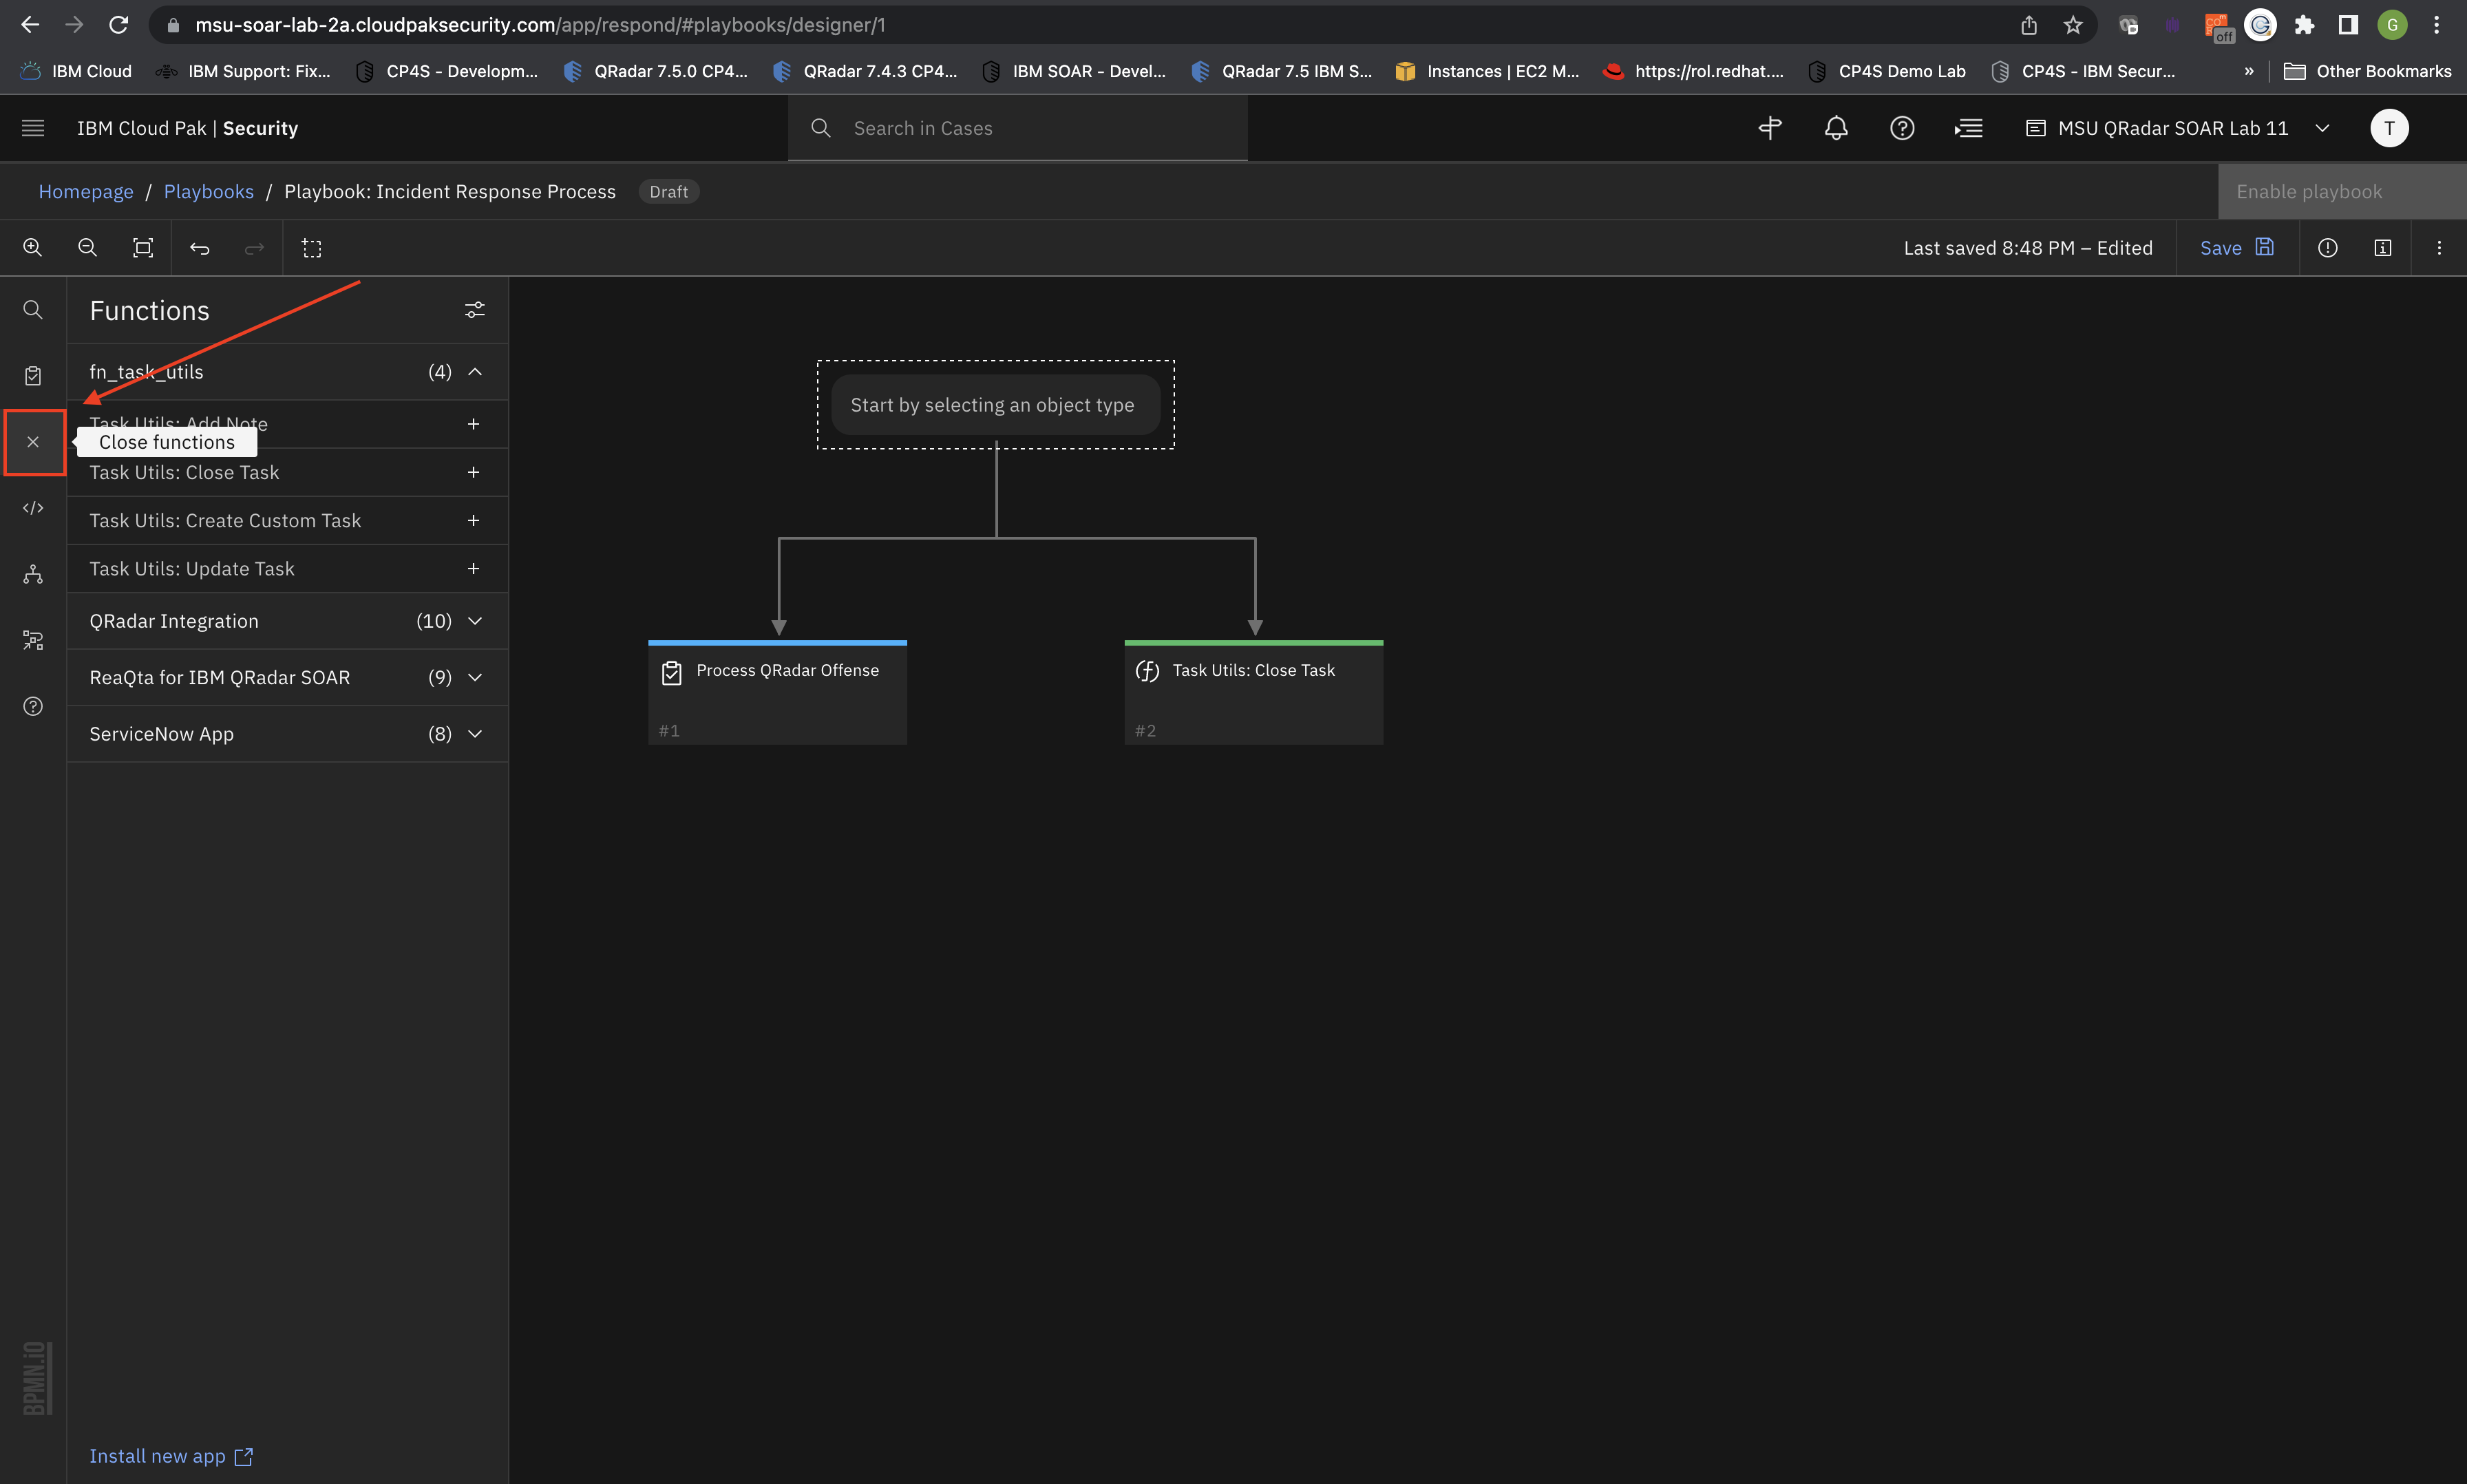 msu-soar-lab-2a.cloudpaksecurity.com/app/respond/#playbooks/designer/1
off
G
IBM Cloud
IBM Support: Fix...
CP4S - Developm...
QRadar 7.5.0 CP4...
QRadar 7.4.3 CP4...
IBM SOAR - Devel...
QRadar 7.5 IBM S...
Instances | EC2 M...
https://rol.redhat....
CP4S Demo Lab
CP4S - IBM Secur...
»
Other Bookmarks
IBM Cloud Pak | Security
Search in Cases
MSU QRadar SOAR Lab 11
T
Homepage / Playbooks / Playbook: Incident Response Process
Draft
Enable playbook
Last saved 8:48 PM – Edited
Save
Functions
fn_task_utils (4)
Task Utils: Add Note +
Close functions
Task Utils: Close Task +
Task Utils: Create Custom Task +
Task Utils: Update Task +
QRadar Integration (10)
ReaQta for IBM QRadar SOAR (9)
ServiceNow App (8)
Install new app
BPMN.iO
Start by selecting an object type
Process QRadar Offense
#1
Task Utils: Close Task
#2